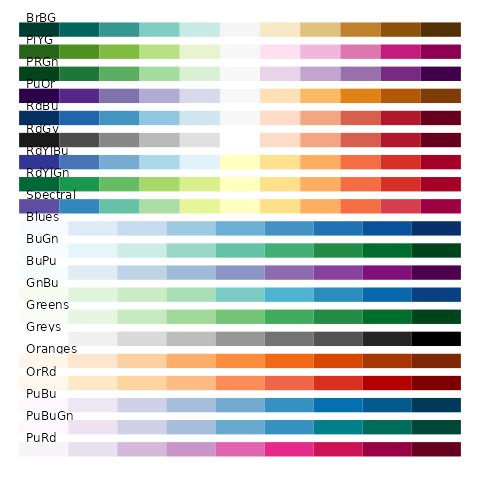 BrBG
PiYG
PRGn
PuOr
RdBu
RdGy
RdYlBu
RdYlGn
Spectral
Blues
BuGn
BuPu
GnBu
Greens
Greys
Oranges
OrRd
PuBu
PuBuGn
PuRd